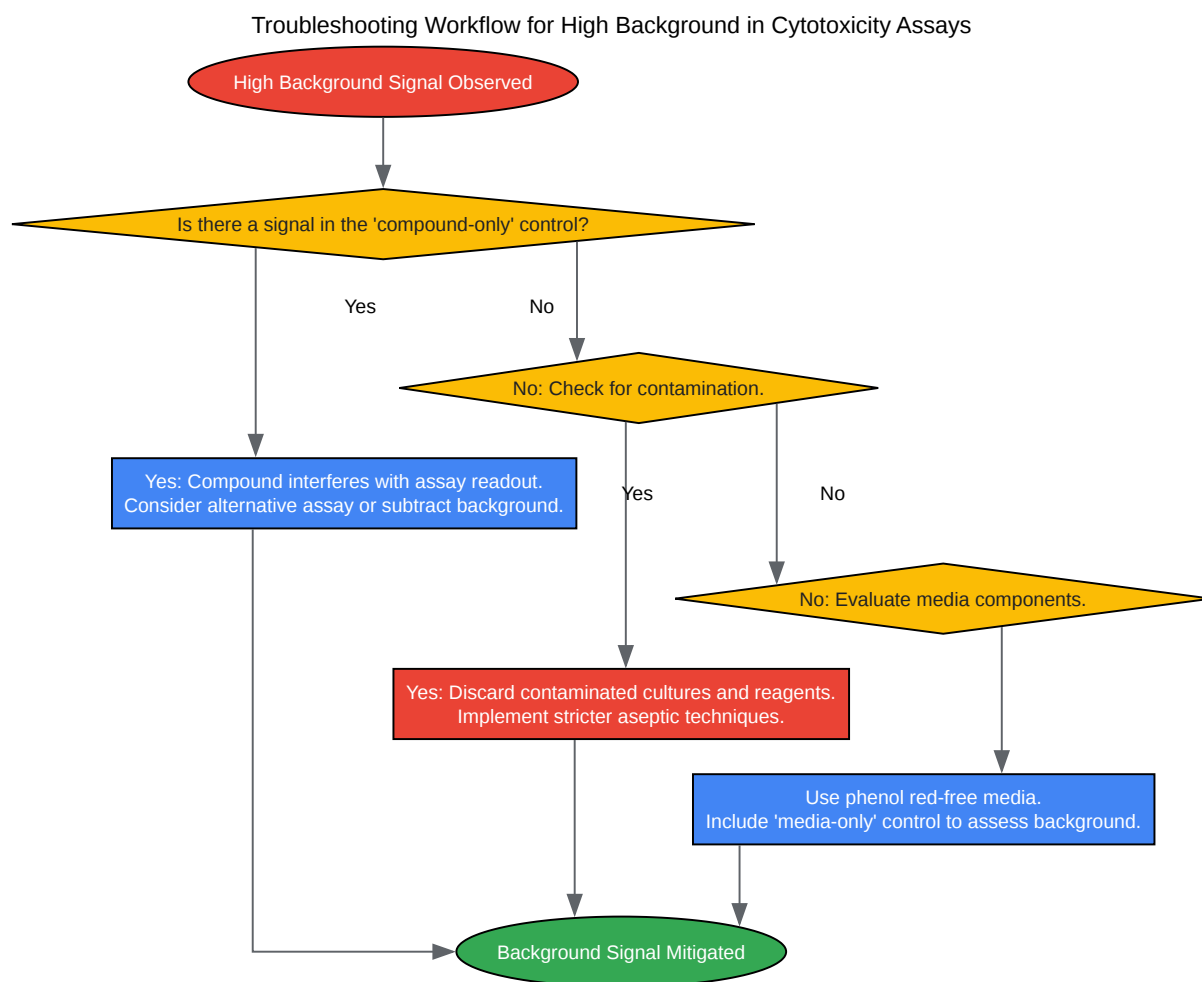 Troubleshooting Workflow for High Background in Cytotoxicity Assays
High Background Signal Observed
Is there a signal in the 'compound-only' control?
Yes
No
No: Check for contamination.
Yes: Compound interferes with assay readout.
Consider alternative assay or subtract background.
Yes
No
No: Evaluate media components.
Yes: Discard contaminated cultures and reagents.
Implement stricter aseptic techniques.
Use phenol red-free media.
Include 'media-only' control to assess background.
Background Signal Mitigated